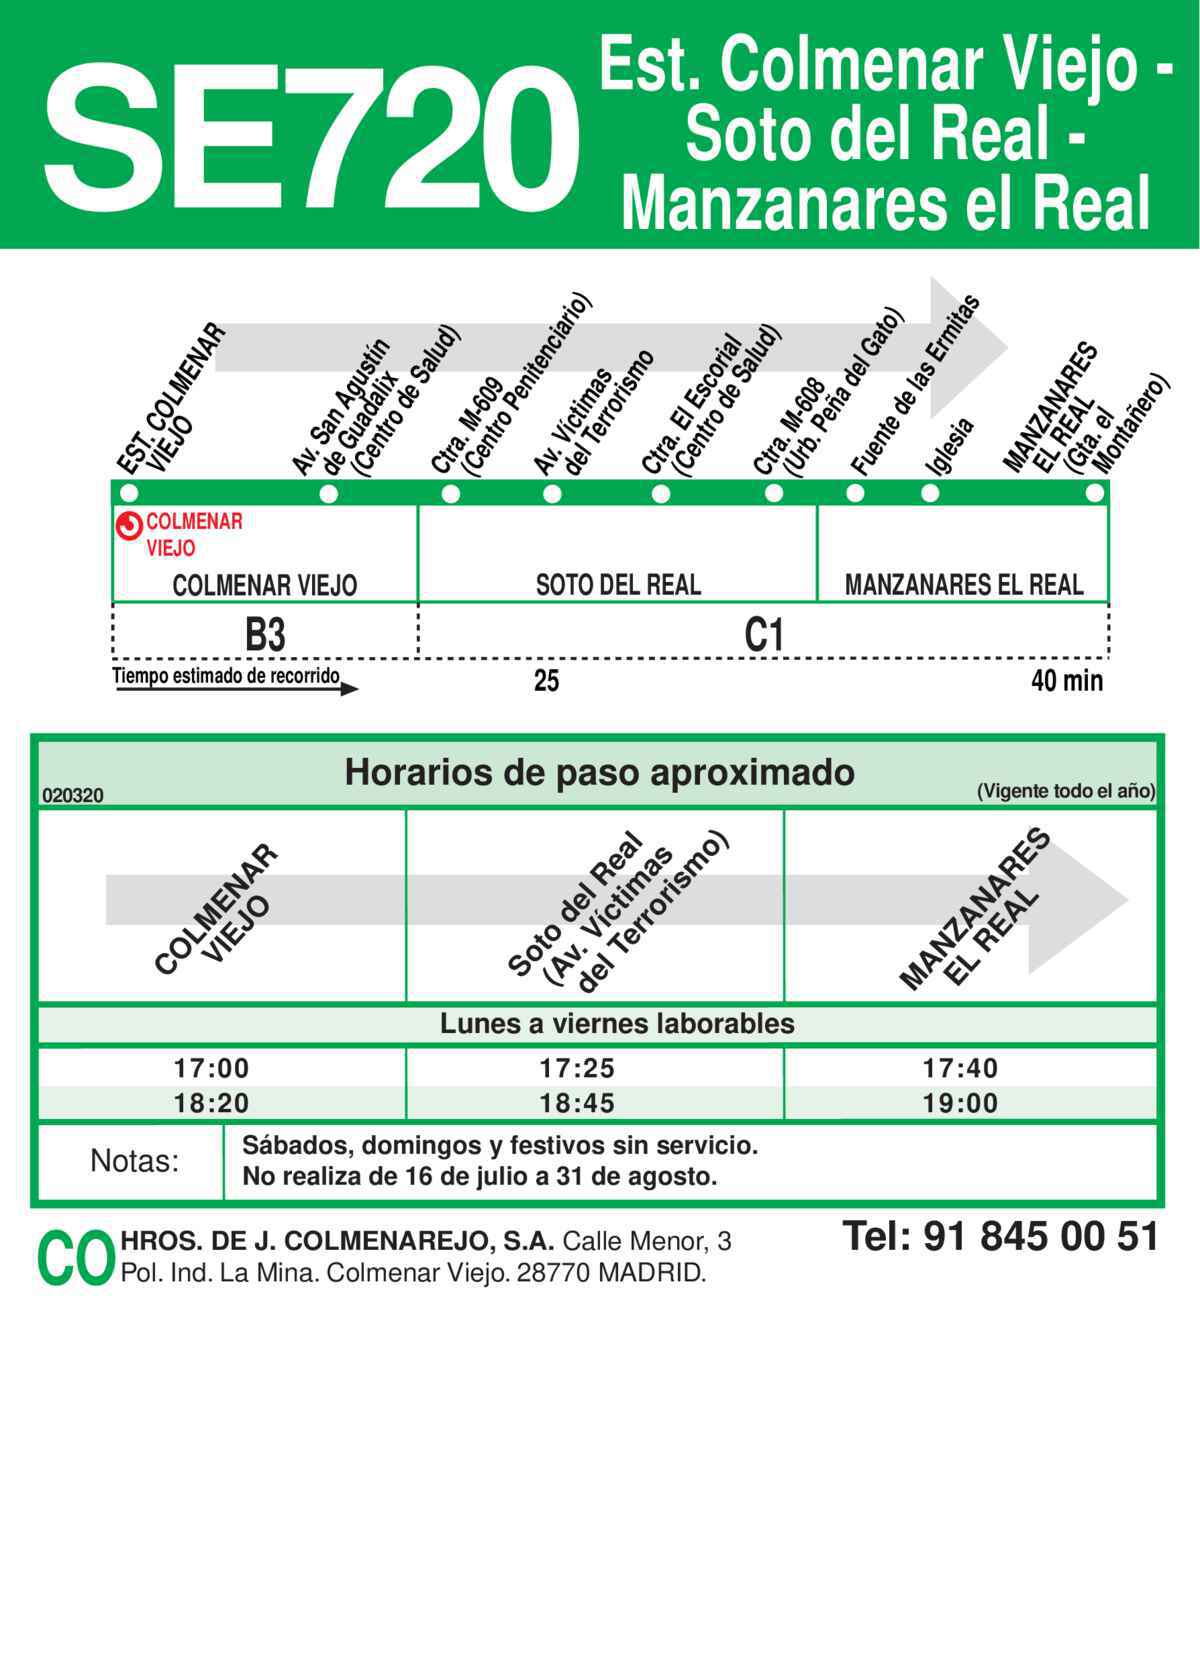 SE720
Est. Colmenar Viejo -
Soto del Real -
Manzanares el Real
EST. COLMENAR
VIEJO
Av. San Agustín
de Guadalix
(Centro de Salud)
Ctra. M-609
(Centro Penitenciario)
Av. Víctimas
del Terrorismo
Ctra. El Escorial
(Centro de Salud)
Ctra. M-608
(Urb. Peña del Gato)
Fuente de las Ermitas
Iglesia
MANZANARES
EL REAL
(Gta. el
Montañero)
COLMENAR
VIEJO
COLMENAR VIEJO
SOTO DEL REAL
MANZANARES EL REAL
B3
C1
Tiempo estimado de recorrido
25
40 min
Horarios de paso aproximado
020320
(Vigente todo el año)
COLMENAR
VIEJO
Soto del Real
(Av. Víctimas
del Terrorismo)
MANZANARES
EL REAL
Lunes a viernes laborables
17:00 17:25 17:40
18:20 18:45 19:00
Notas:
Sábados, domingos y festivos sin servicio.
No realiza de 16 de julio a 31 de agosto.
CO
HROS. DE J. COLMENAREJO, S.A. Calle Menor, 3
Pol. Ind. La Mina. Colmenar Viejo. 28770 MADRID.
Tel: 91 845 00 51